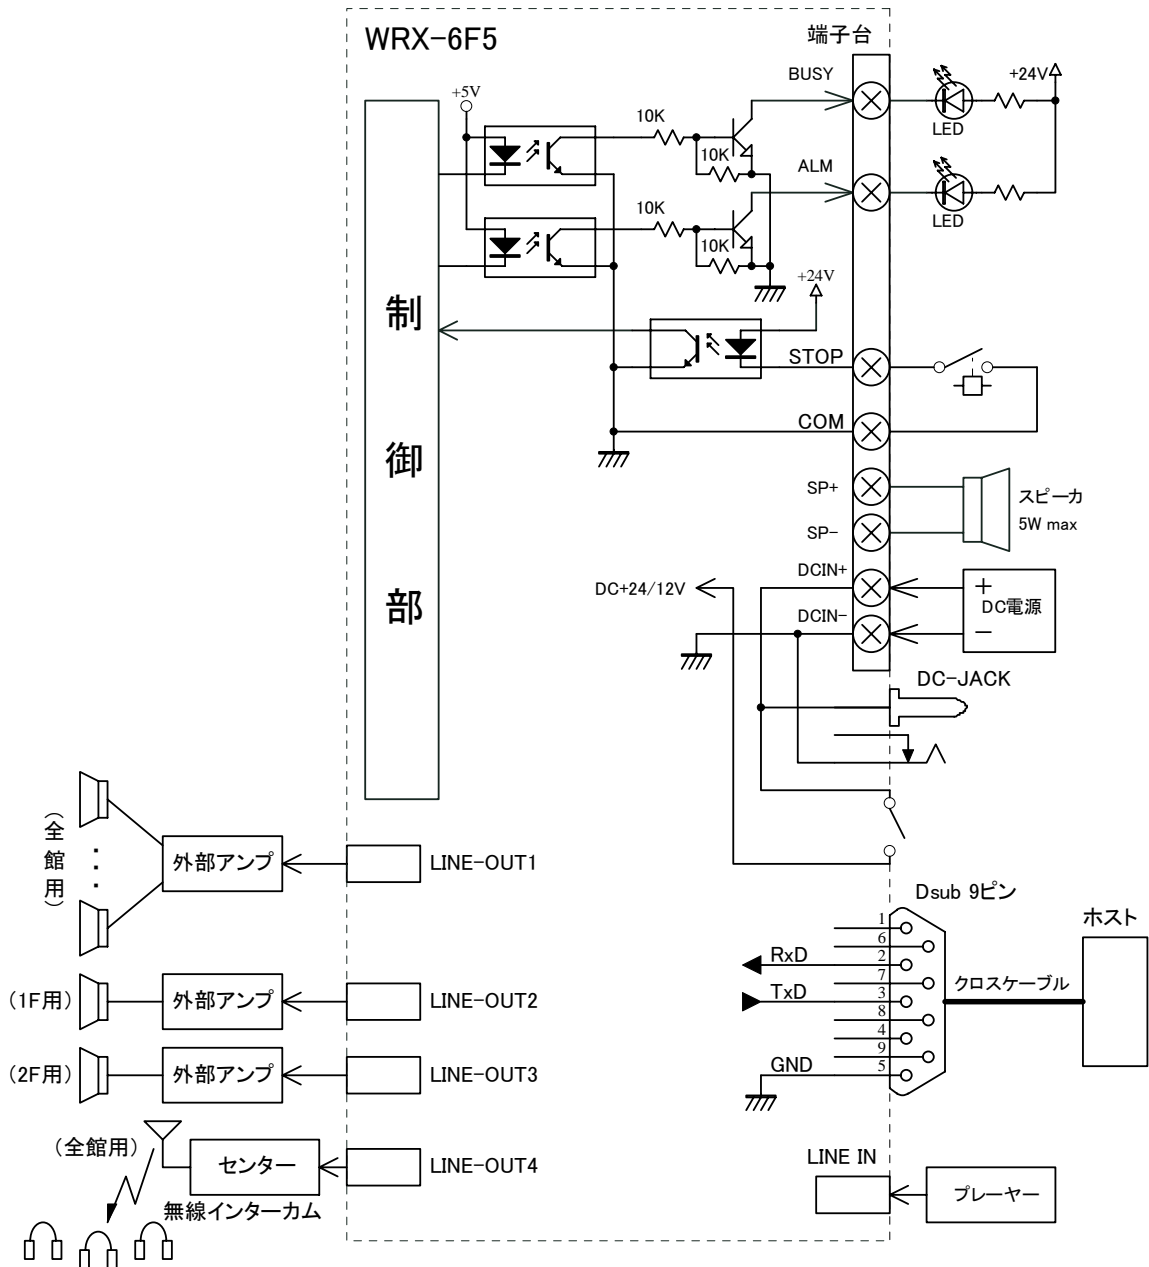 WRX-6F5
端子台
BUSY
+24V
+5V
10K
LED
10K
ALM
10K
LED
10K
+24V
制
御
部
STOP
COM
SP+
スピーカ
5W max
SP-
DCIN+
DC+24/12V
+
DC電源
DCIN-
-
DC-JACK
(全館用)
・・・
外部アンプ
LINE-OUT1
Dsub 9ピン
ホスト
1
6
RxD
2
7
クロスケーブル
TxD
3
8
4
9
GND
5
(1F用)
外部アンプ
LINE-OUT2
(2F用)
外部アンプ
LINE-OUT3
(全館用)
センター
LINE-OUT4
無線インターカム
LINE IN
プレーヤー